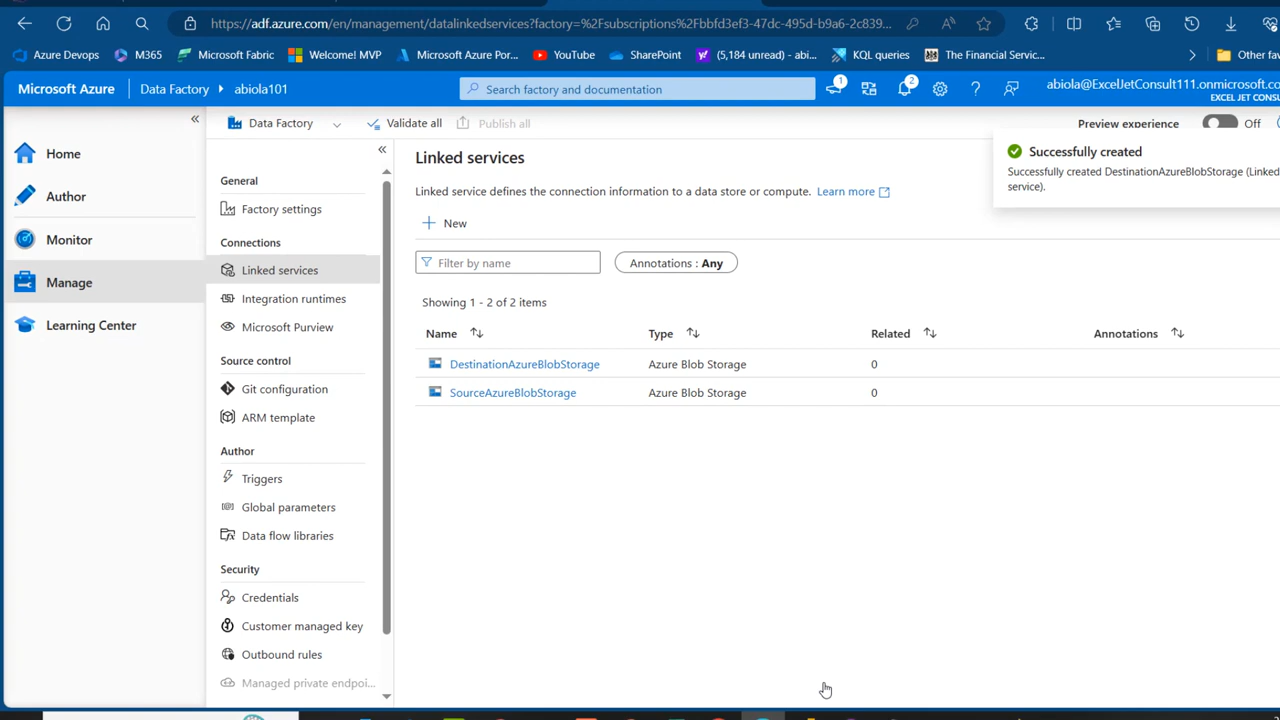 https://adf.azure.com/en/management/datalinkedservices?factory=%2Fsubscriptions%2Fbbfd3ef3-47dc-495d-b9a6-2c839...
Azure Devops
M365
Microsoft Fabric
Welcome! MVP
Microsoft Azure Por...
YouTube
SharePoint
(5,184 unread) - abi...
KQL queries
The Financial Servic...
Other fav
Microsoft Azure
Data Factory
abiola101
Search factory and documentation
1
2
abiola@ExcelJetConsult111.onmicrosoft.co
EXCEL JET CONSU
Home
Author
Monitor
Manage
Learning Center
Data Factory
Validate all
Publish all
Preview experience
Off
Successfully created
Successfully created DestinationAzureBlobStorage (Linked
service).
General
Factory settings
Connections
Linked services
Integration runtimes
Microsoft Purview
Source control
Git configuration
ARM template
Author
Triggers
Global parameters
Data flow libraries
Security
Credentials
Customer managed key
Outbound rules
Managed private endpoi...
Linked services
Linked service defines the connection information to a data store or compute. Learn more
New
Filter by name
Annotations : Any
Showing 1 - 2 of 2 items
Name
Type
Related
Annotations
DestinationAzureBlobStorage
Azure Blob Storage
0
SourceAzureBlobStorage
Azure Blob Storage
0